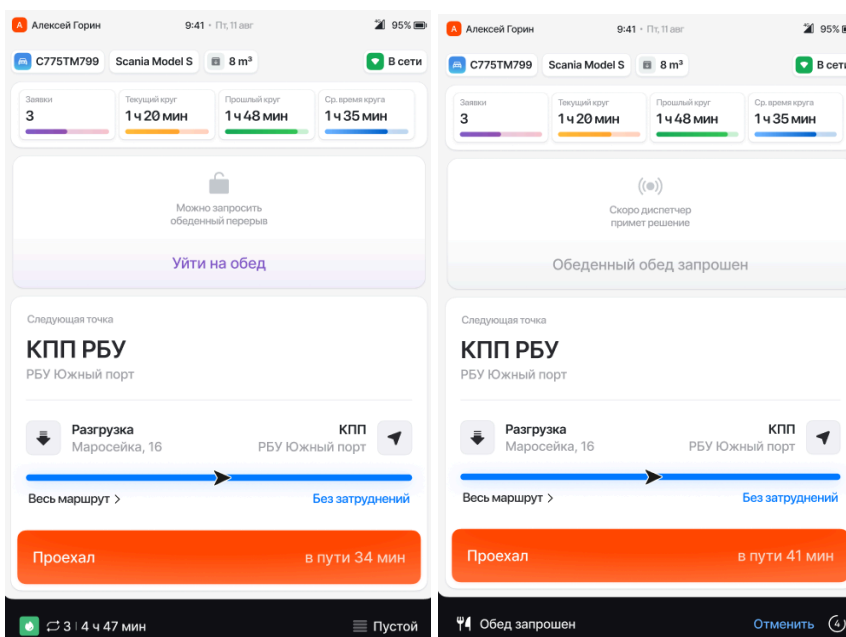 А Алексей Горин 9:41 · Пт, 11 авг 95%
С775ТМ799 Scania Model S 8 m³ В сети
Заявки Текущий круг Прошлый круг Ср. время круга
3 1 ч 20 мин 1 ч 48 мин 1 ч 35 мин
Можно запросить
обеденный перерыв
Уйти на обед
Следующая точка
КПП РБУ
РБУ Южный порт
Разгрузка КПП
Маросейка, 16 РБУ Южный порт
Весь маршрут > Без затруднений
Проехал в пути 34 мин
3 | 4 ч 47 мин Пустой
А Алексей Горин 9:41 · Пт, 11 авг 95%
С775ТМ799 Scania Model S 8 m³ В сети
Заявки Текущий круг Прошлый круг Ср. время круга
3 1 ч 20 мин 1 ч 48 мин 1 ч 35 мин
Скоро диспетчер
примет решение
Обеденный обед запрошен
Следующая точка
КПП РБУ
РБУ Южный порт
Разгрузка КПП
Маросейка, 16 РБУ Южный порт
Весь маршрут > Без затруднений
Проехал в пути 41 мин
Обед запрошен Отменить 4